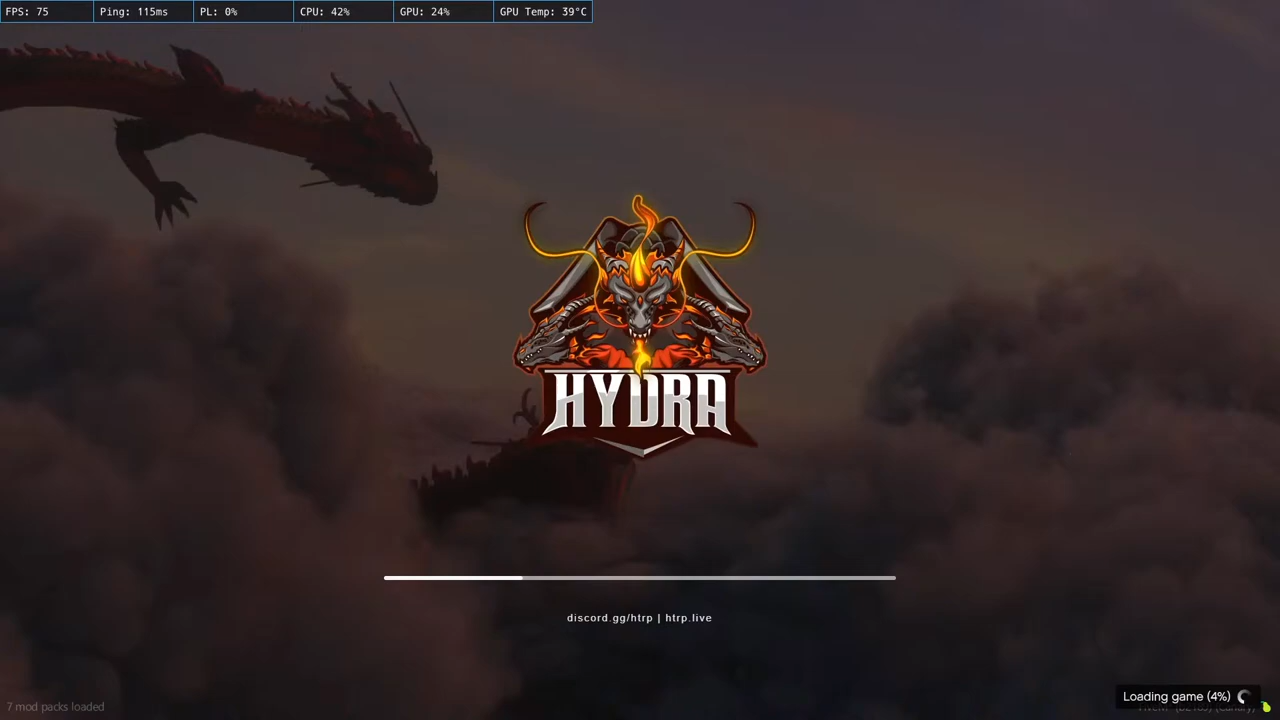 FPS: 75 Ping: 115ms PL: 0% CPU: 42% GPU: 24% GPU Temp: 39°C
HYDRA
discord.gg/htrp | htrp.live
Loading game (4%)
7 mod packs loaded